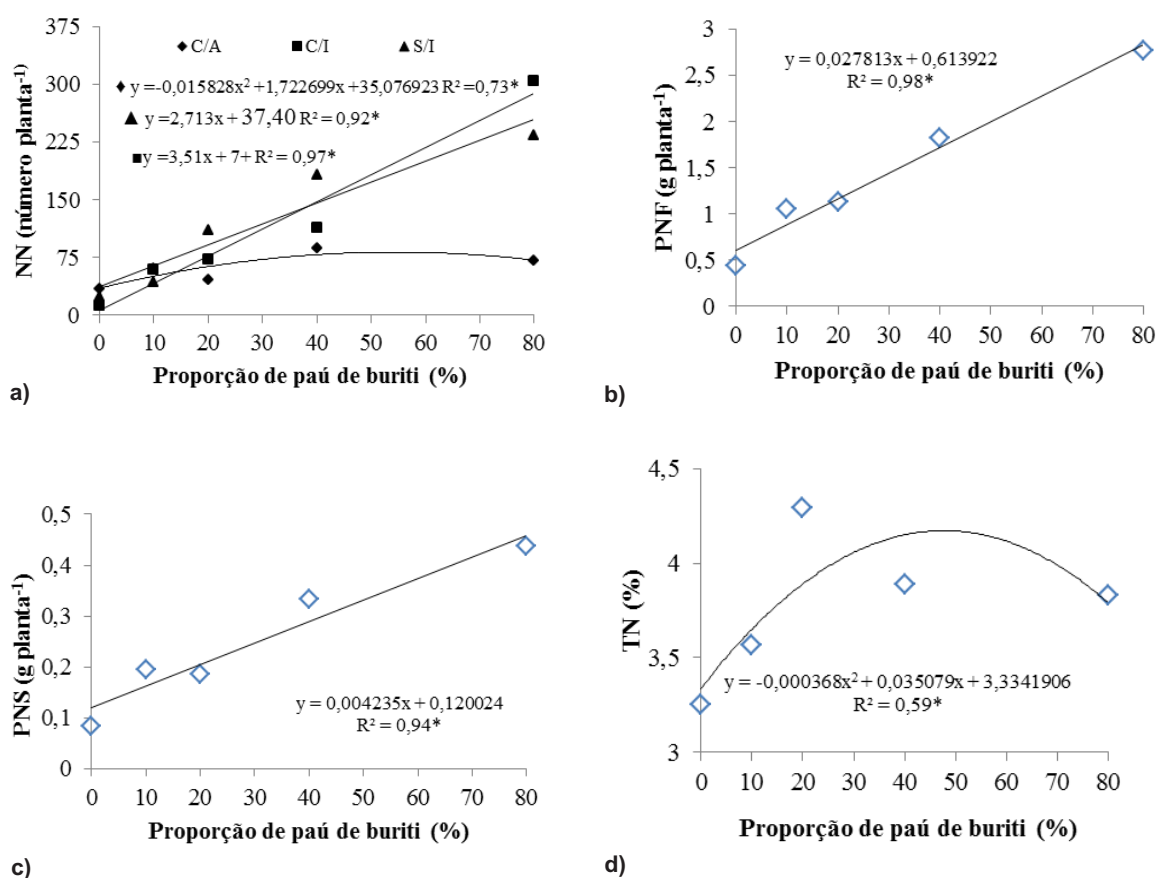 375
300
225
150
75
0
NN (número planta⁻¹)
◆C/A ■C/I ▲S/I
◆ y =-0,015828x² + 1,722699x + 35,076923 R² =0,73*
▲ y =2,713x + 37,40 R² = 0,92*
■y =3,51x + 7+ R² = 0,97*
0 10 20 30 40 50 60 70 80
Proporção de paú de buriti (%)
a)
3
2,5
2
1,5
1
0,5
0
PNF (g planta⁻¹)
y = 0,027813x + 0,613922
R² = 0,98*
0 10 20 30 40 50 60 70 80
Proporção de paú de buriti (%)
b)
0,5
0,4
0,3
0,2
0,1
0
PNS (g planta⁻¹)
y = 0,004235x + 0,120024
R² = 0,94*
0 10 20 30 40 50 60 70 80
Proporção de paú de buriti (%)
c)
4,5
4
3,5
3
TN (%)
y = -0,000368x² + 0,035079x + 3,3341906
R² = 0,59*
0 10 20 30 40 50 60 70 80
Proporção de paú de buriti (%)
d)